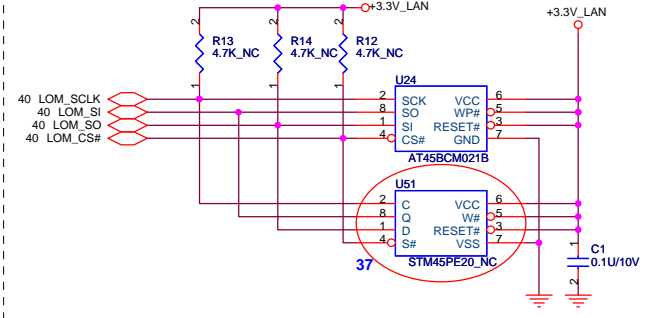 +3.3V_LAN
+3.3V_LAN
2 2 2
R13 R14 R12
4.7K_NC 4.7K_NC 4.7K_NC
1 1 1
U24
40 LOM_SCLK 2 SCK VCC 6
40 LOM_SI 8 SO WP# 5
40 LOM_SO 1 SI RESET# 3
40 LOM_CS# 4 CS# GND 7
AT45BCM021B
U51
2 C VCC 6
8 Q W# 5
1 D RESET# 3
4 S# VSS 7
37 STM45PE20_NC
1 C1
0.1U/10V
2